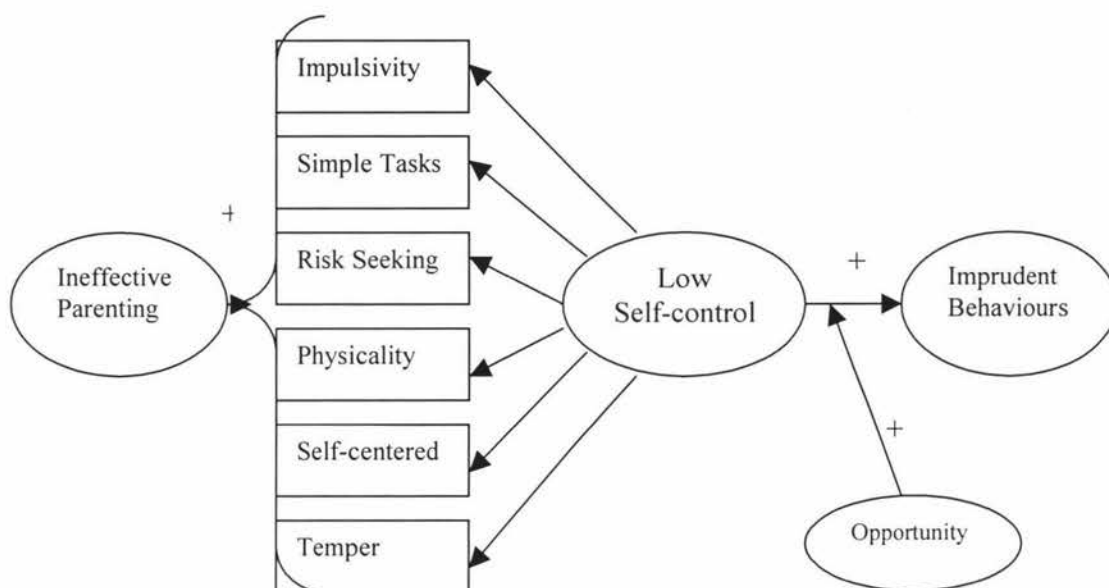 Impulsivity
Simple Tasks
+
Ineffective
Parenting
Risk Seeking
Low
Self-control
+
Imprudent
Behaviours
Physicality
Self-centered
+
Temper
Opportunity